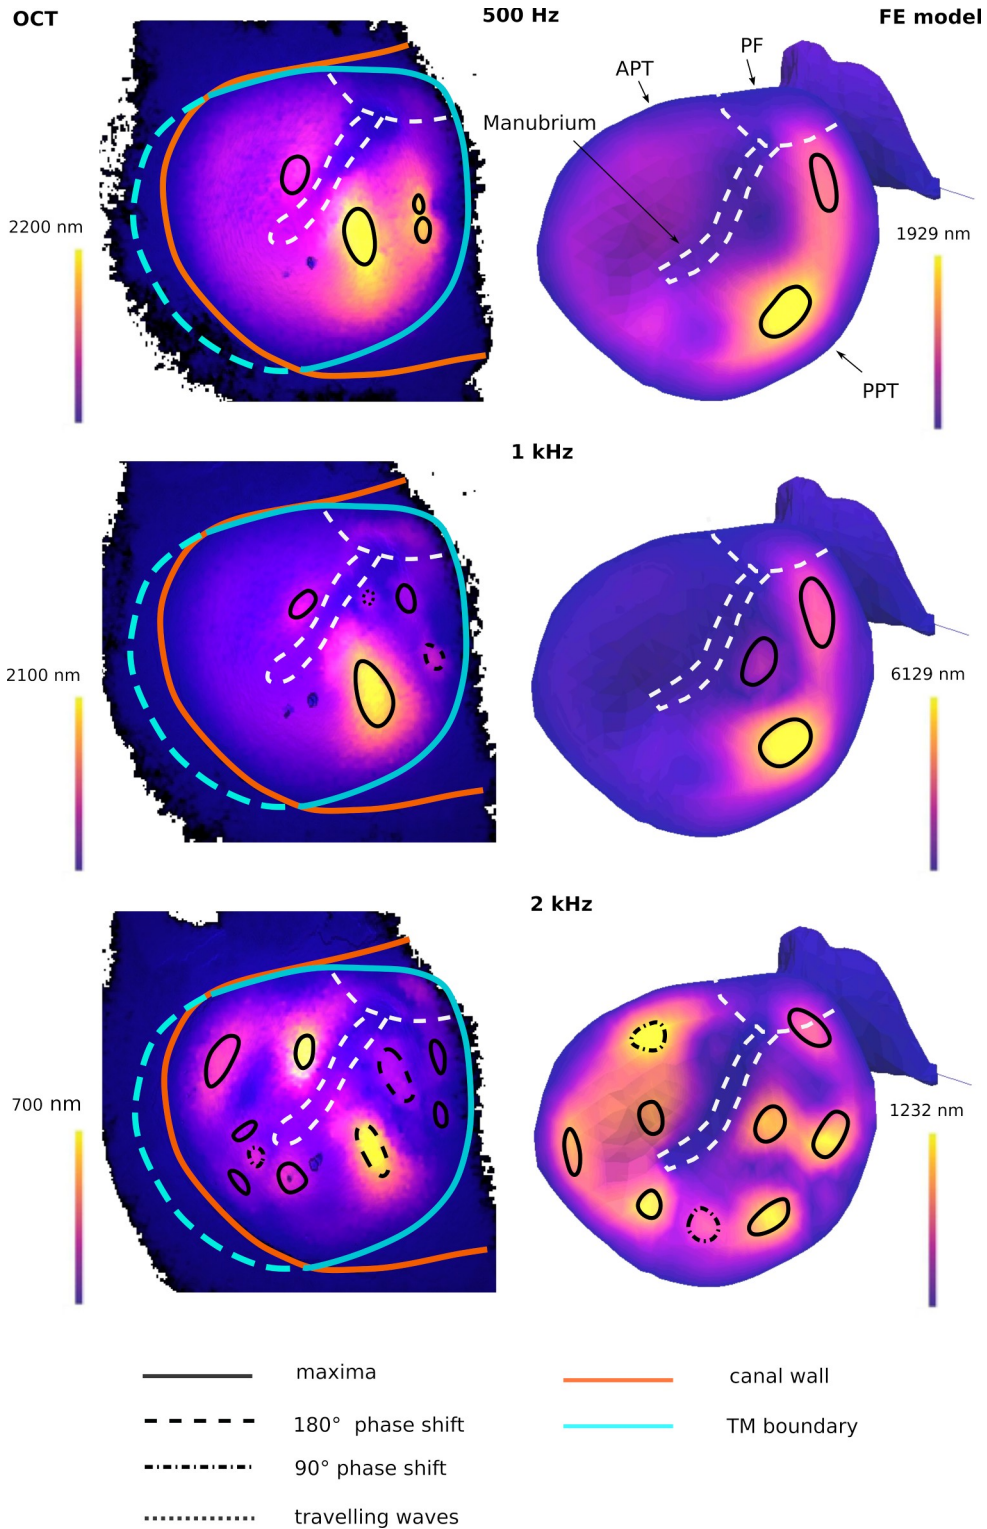 OCT
500 Hz
FE model
PF
APT
Manubrium
2200 nm
1929 nm
PPT
1 kHz
2100 nm
6129 nm
2 kHz
700 nm
1232 nm
maxima
canal wall
180° phase shift
TM boundary
90° phase shift
travelling waves